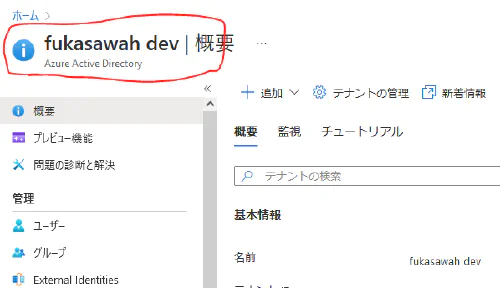 ホーム
fukasawah dev | 概要 …
Azure Active Directory
«
概要
プレビュー機能
問題の診断と解決
管理
ユーザー
グループ
External Identities
追加
テナントの管理
新着情報
概要 監視 チュートリアル
テナントの検索
基本情報
名前 fukasawah dev